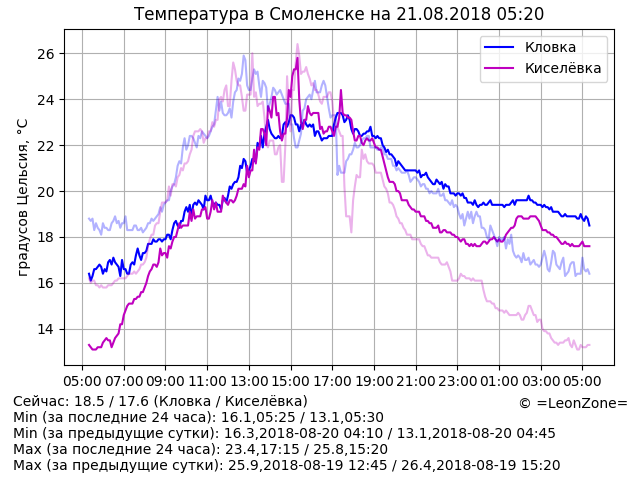 Температура в Смоленске на 21.08.2018 05:20
Кловка
Киселёвка
градусов Цельсия, °C
26
24
22
20
18
16
14
05:00 07:00 09:00 11:00 13:00 15:00 17:00 19:00 21:00 23:00 01:00 03:00 05:00
Сейчас: 18.5 / 17.6 (Кловка / Киселёвка)
© =LeonZone=
Min (за последние 24 часа): 16.1,05:25 / 13.1,05:30
Min (за предыдущие сутки): 16.3,2018-08-20 04:10 / 13.1,2018-08-20 04:45
Max (за последние 24 часа): 23.4,17:15 / 25.8,15:20
Max (за предыдущие сутки): 25.9,2018-08-19 12:45 / 26.4,2018-08-19 15:20